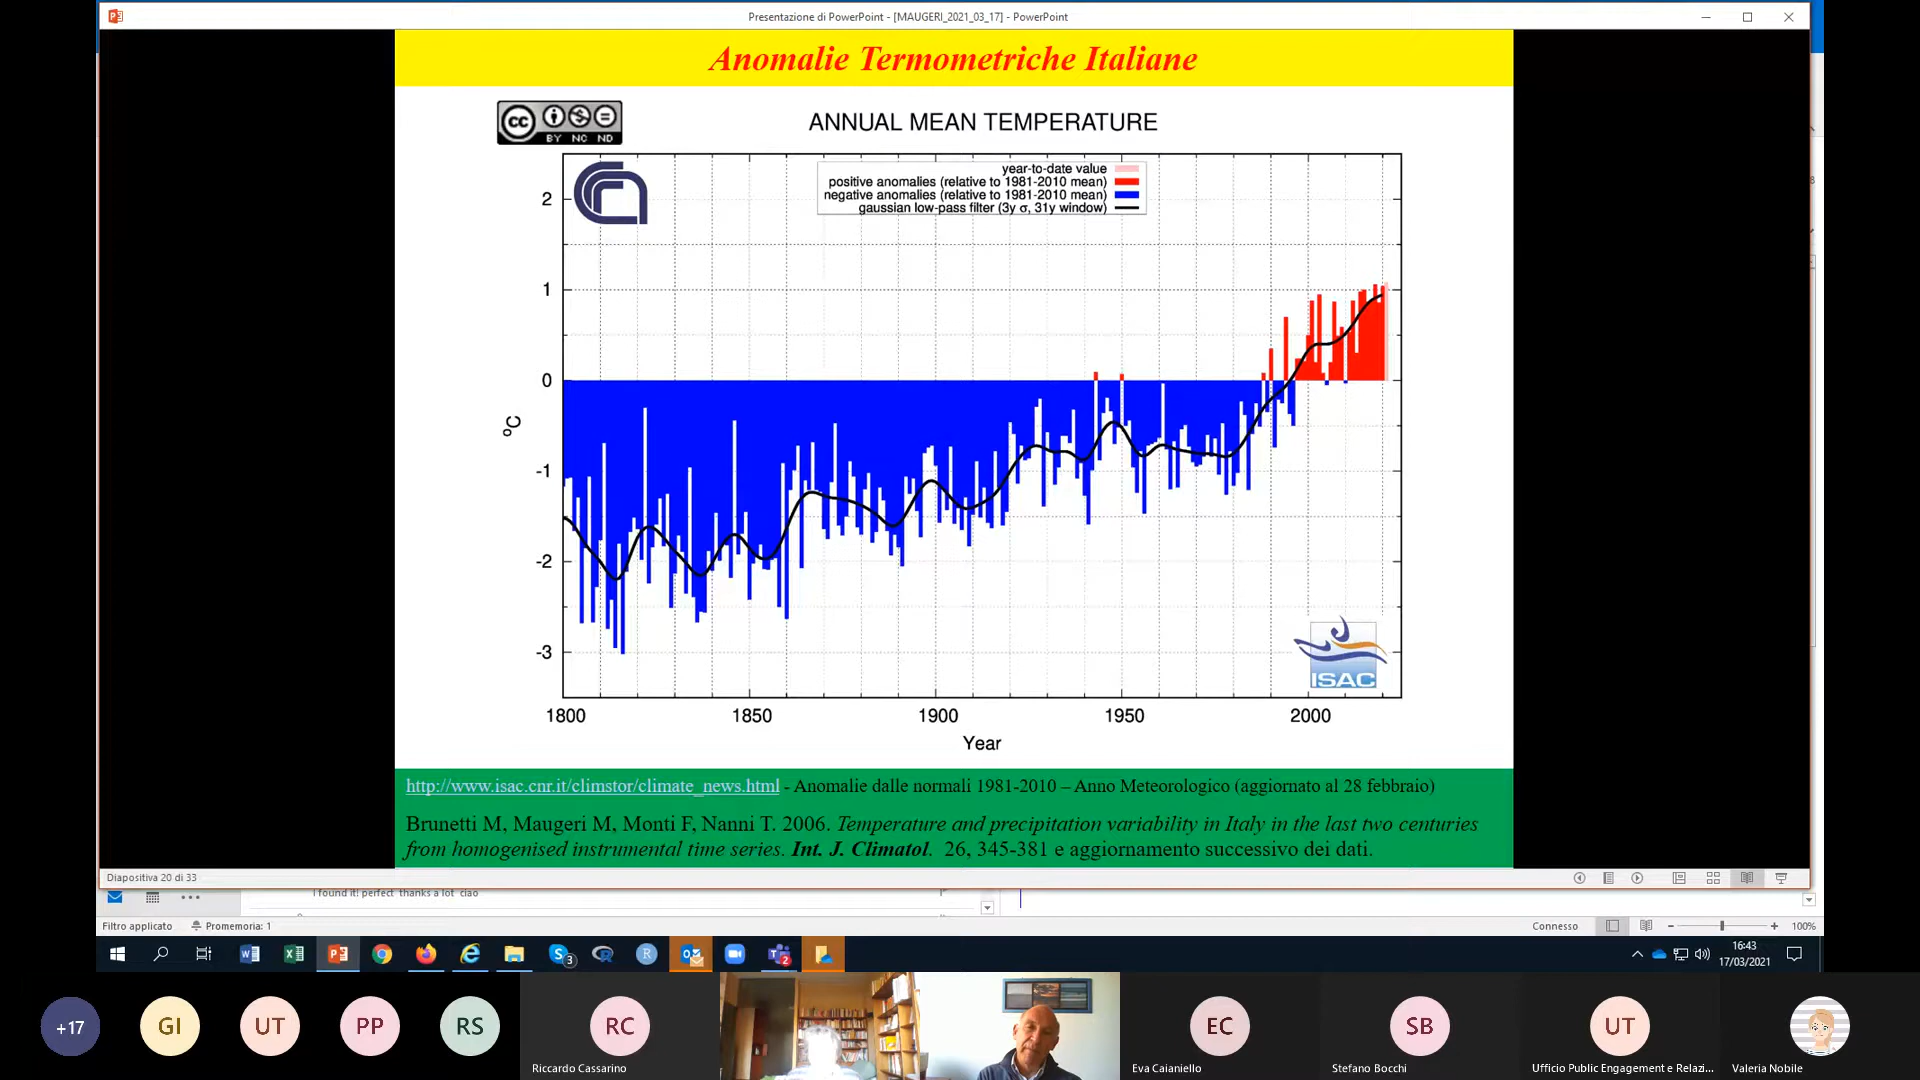 Presentazione di PowerPoint - [MAUGERI_2021_03_17] - PowerPoint
Anomalie Termometriche Italiane
cc BY NC ND
ANNUAL MEAN TEMPERATURE
year-to-date value
positive anomalies (relative to 1981-2010 mean)
negative anomalies (relative to 1981-2010 mean)
gaussian low-pass filter (3y σ, 31y window)
2
1
0
-1
-2
-3
ºC
1800 1850 1900 1950 2000
Year
ISAC
http://www.isac.cnr.it/climstor/climate_news.html - Anomalie dalle normali 1981-2010 – Anno Meteorologico (aggiornato al 28 febbraio)
Brunetti M, Maugeri M, Monti F, Nanni T. 2006. Temperature and precipitation variability in Italy in the last two centuries
from homogenised instrumental time series. Int. J. Climatol. 26, 345-381 e aggiornamento successivo dei dati.
Diapositiva 20 di 33
I found it! perfect thanks a lot ciao
Filtro applicato Promemoria: 1 Connesso 100%
16:43
17/03/2021
+17 GI UT PP RS RC EC SB UT
Riccardo Cassarino Eva Caianiello Stefano Bocchi Ufficio Public Engagement e Relazi... Valeria Nobile